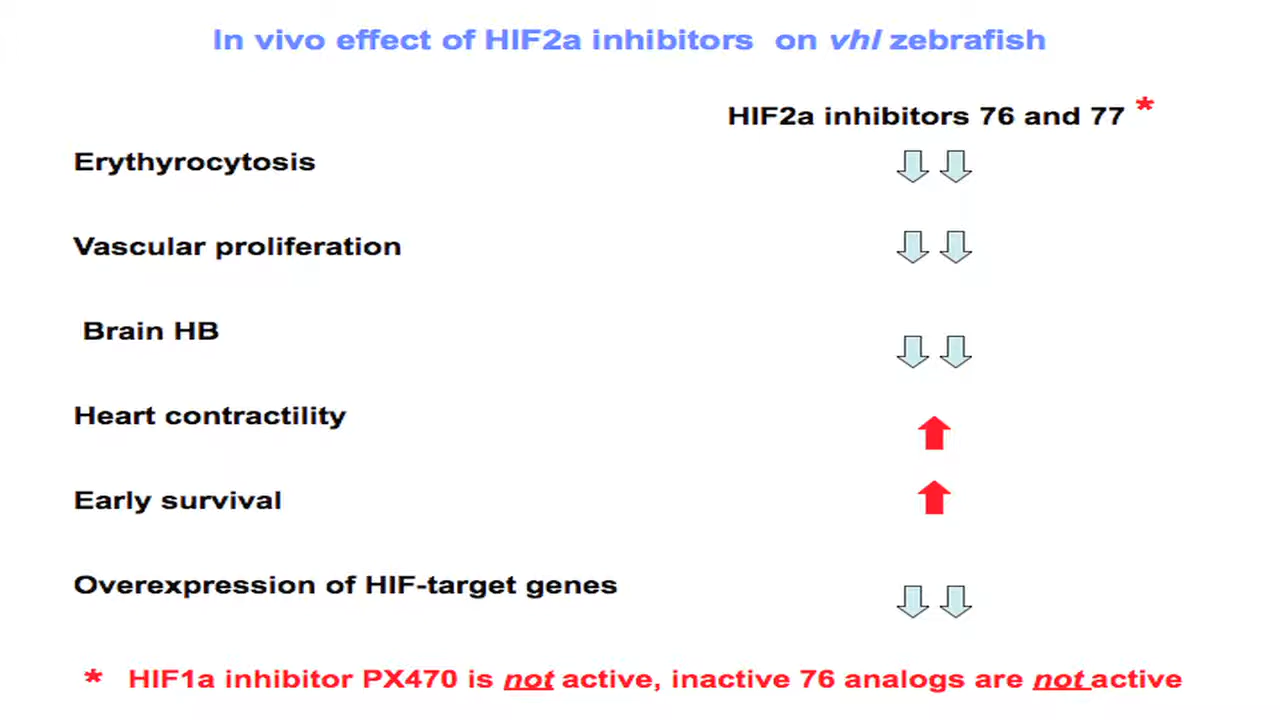 In vivo effect of HIF2a inhibitors on vhl zebrafish
HIF2a inhibitors 76 and 77 *
Erythyrocytosis
Vascular proliferation
Brain HB
Heart contractility
Early survival
Overexpression of HIF-target genes
* HIF1a inhibitor PX470 is not active, inactive 76 analogs are not active